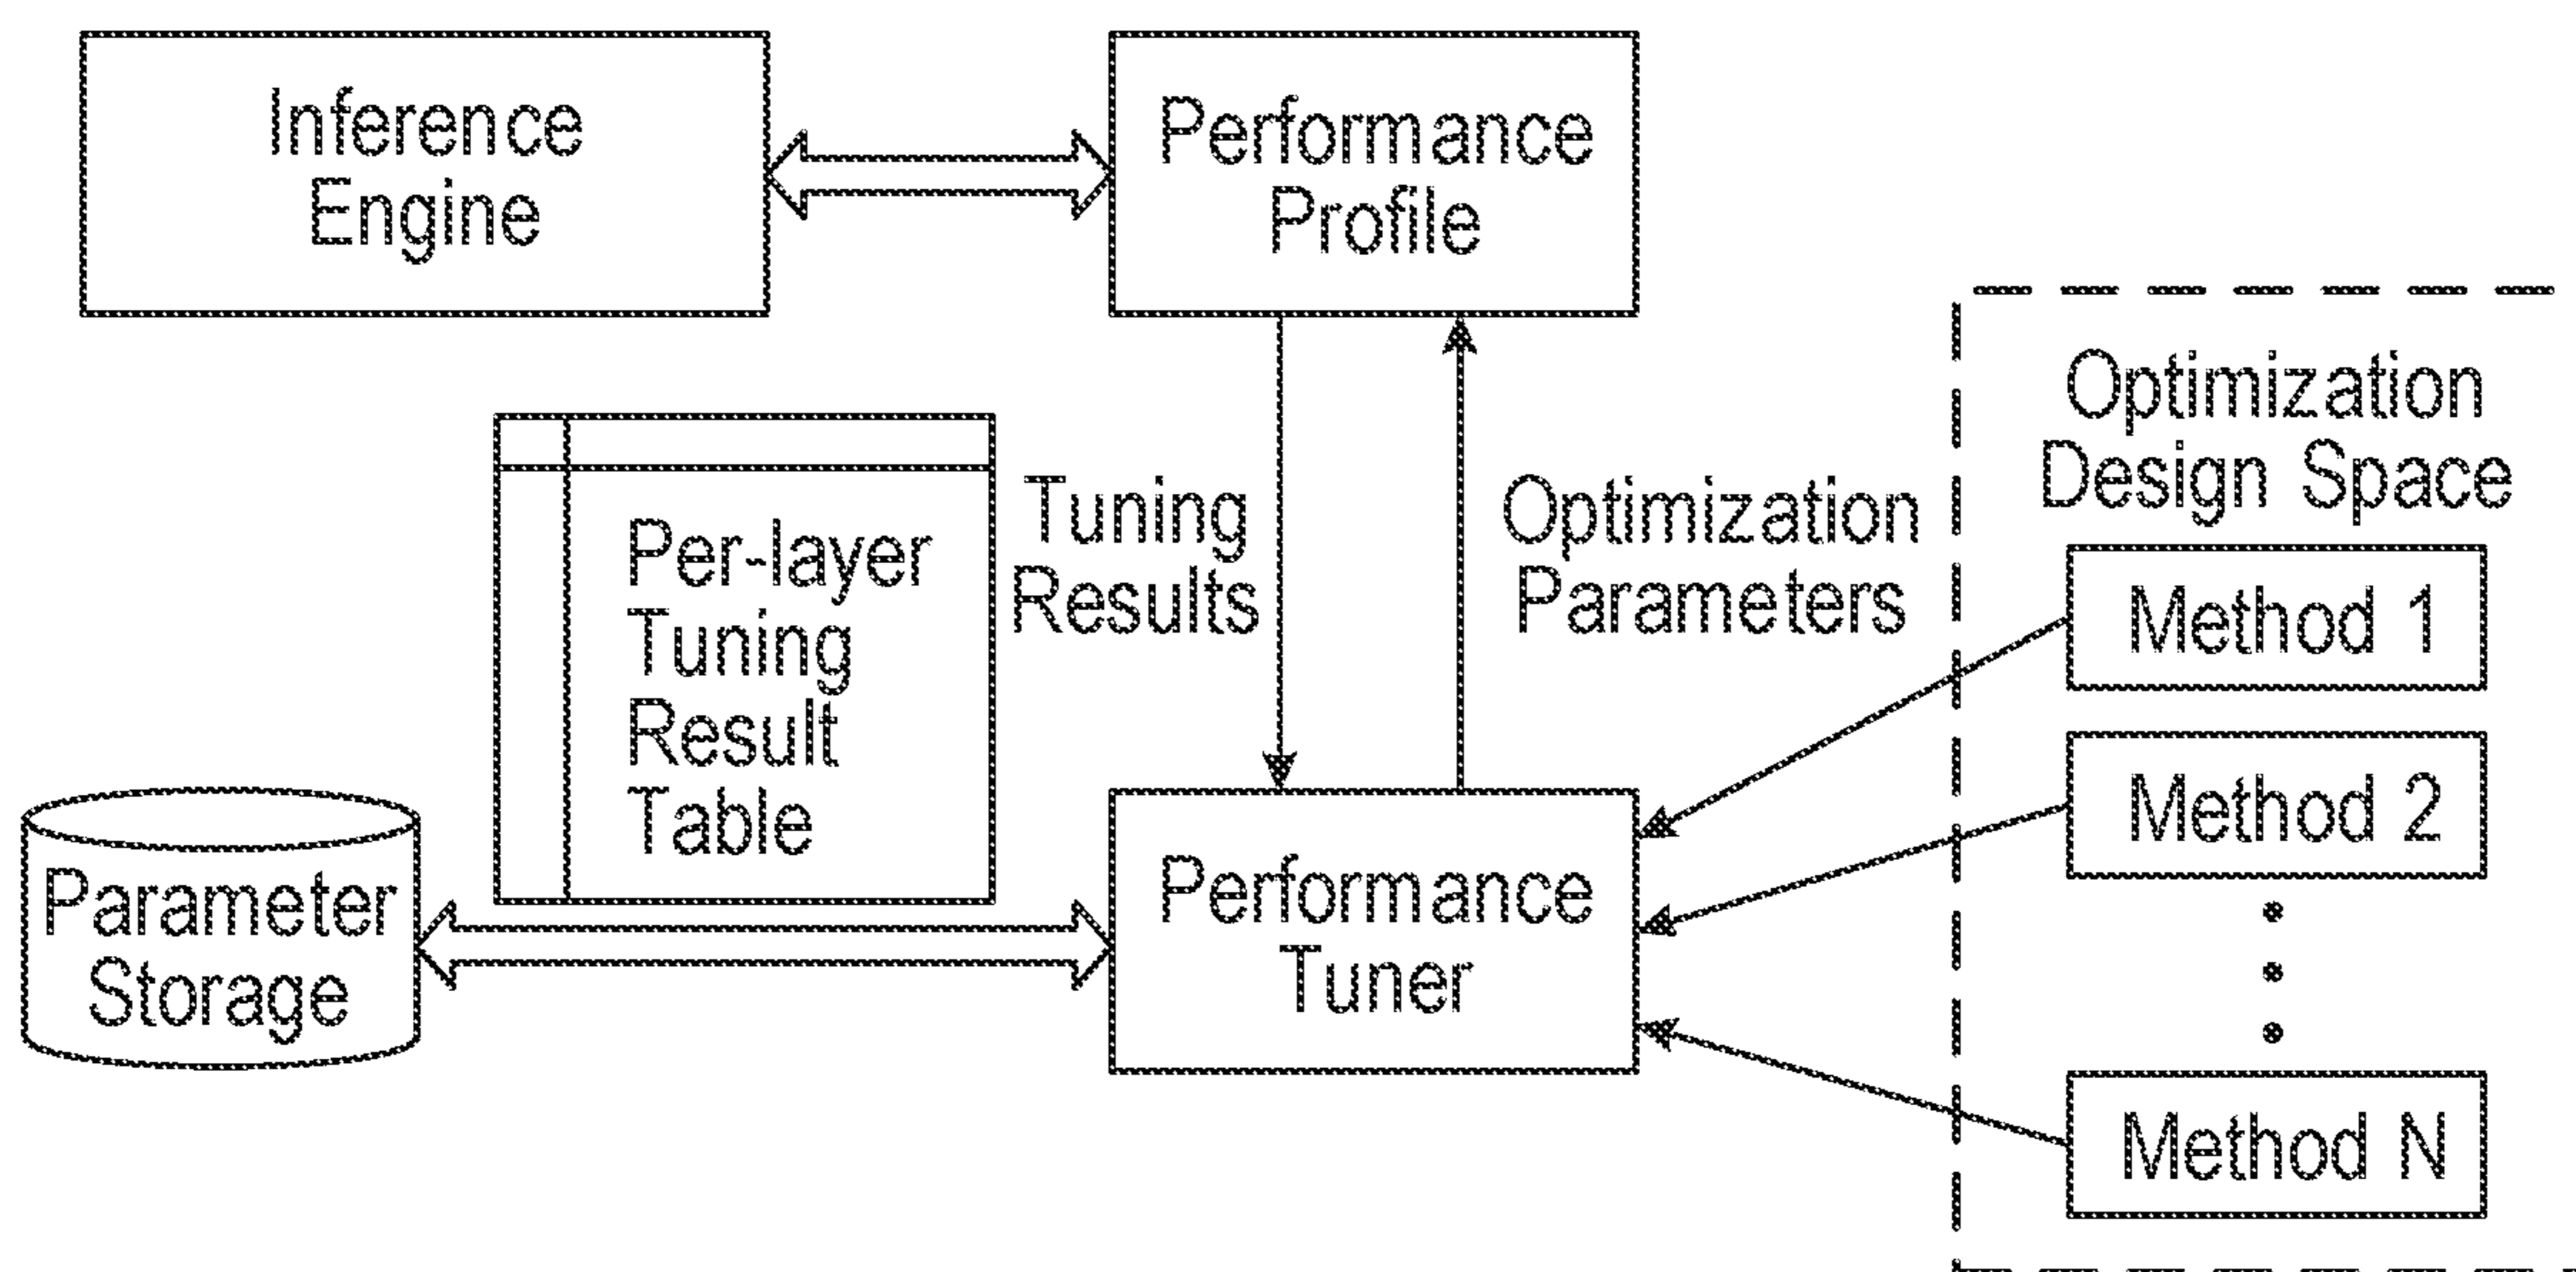 Inference
Engine
Performance
Profile
Optimization
Design Space
Tuning
Results
Optimization
Parameters
Per-layer
Tuning
Result
Table
Method 1
Method 2
Parameter
Storage
Performance
Tuner
Method N